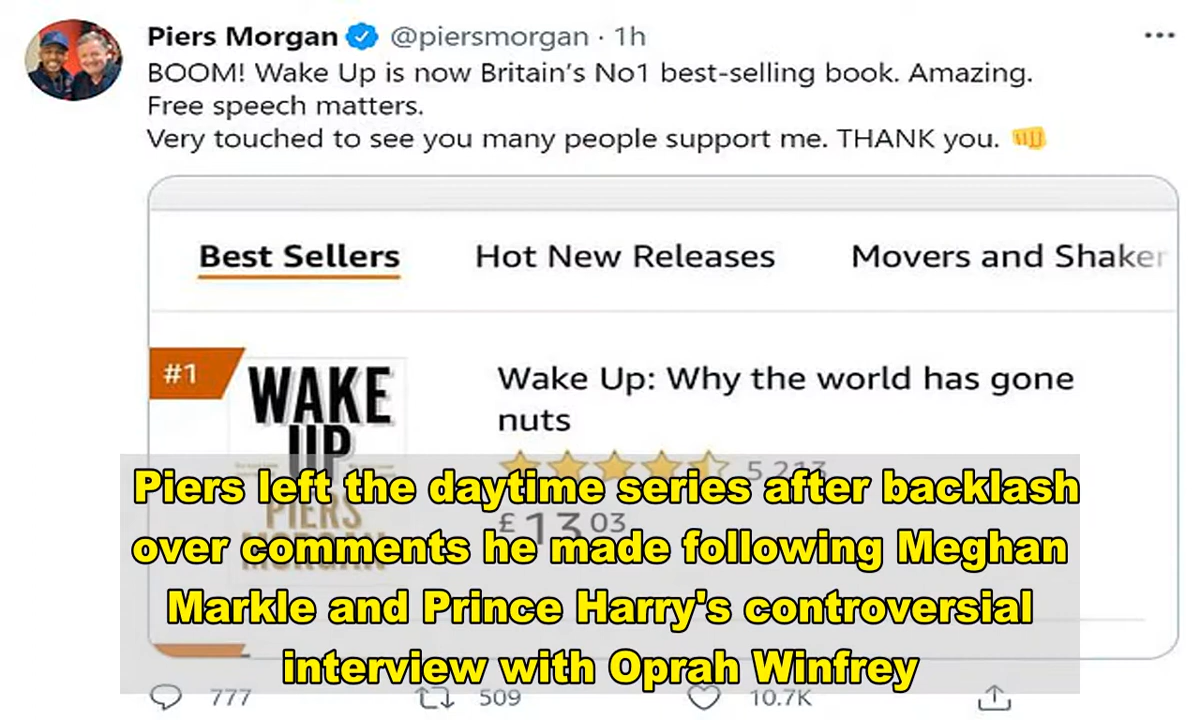 Piers Morgan @piersmorgan · 1h
BOOM! Wake Up is now Britain's No1 best-selling book. Amazing.
Free speech matters.
Very touched to see you many people support me. THANK you. 👊
Best Sellers Hot New Releases Movers and Shaker
#1
WAKE
UP
PIERS
MORGAN
Wake Up: Why the world has gone
nuts
5,213
£13.03
Piers left the daytime series after backlash
over comments he made following Meghan
Markle and Prince Harry's controversial
interview with Oprah Winfrey
777 509 10.7K